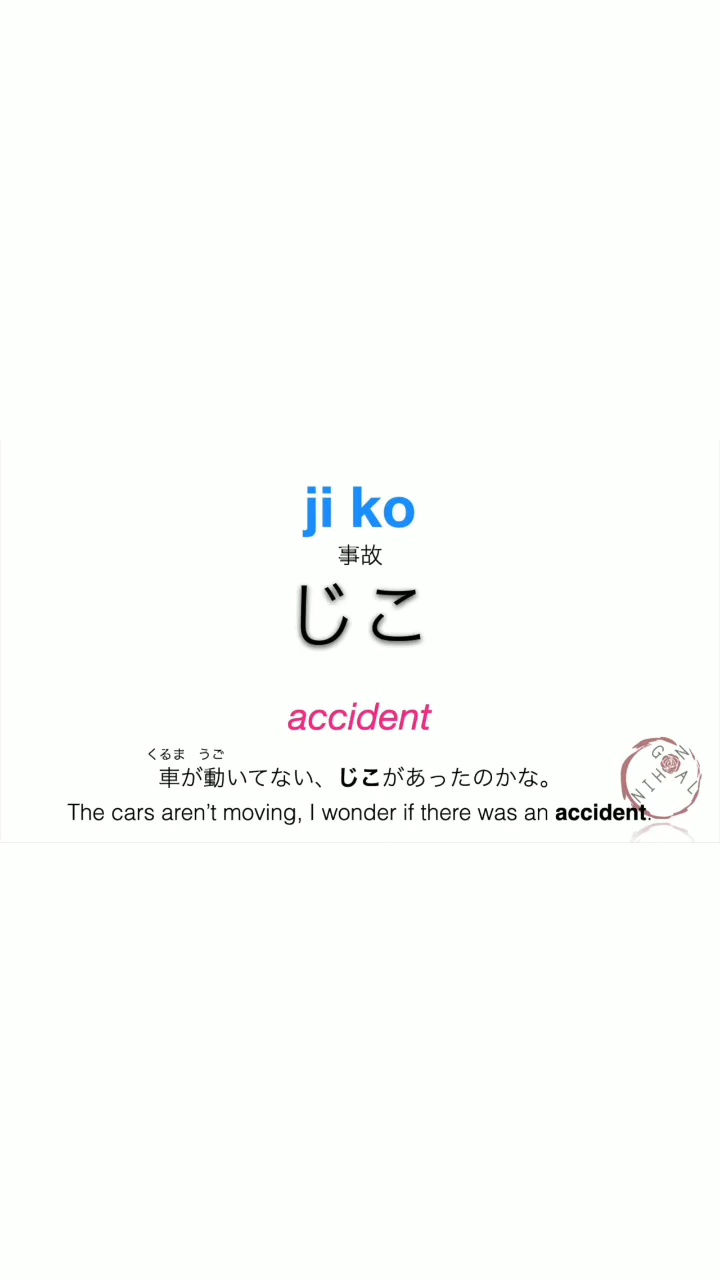 ji ko
事故
じこ
accident
くるま うご
車が動いてない、じこがあったのかな。
The cars aren't moving, I wonder if there was an accident.
NIHON
GAL